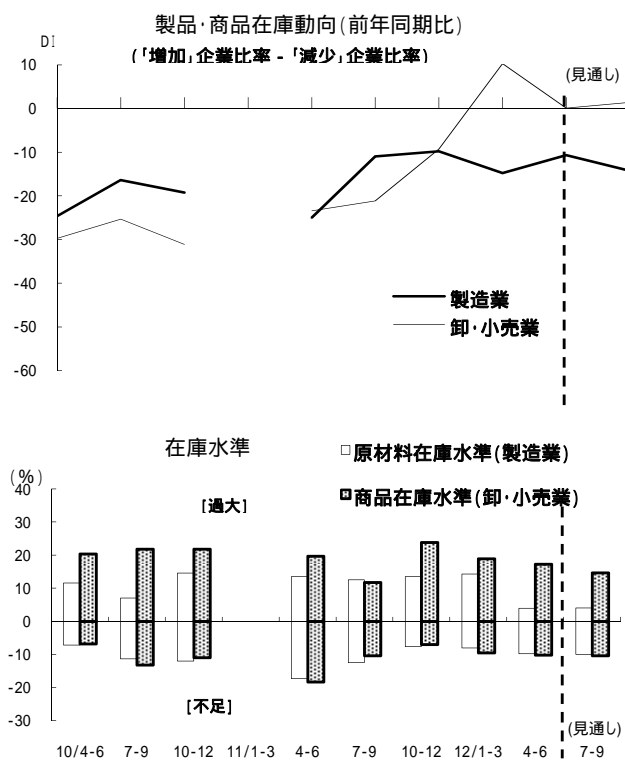 製品･商品在庫動向(前年同期比)
DI
(｢増加｣企業比率 - ｢減少｣企業比率)
10
0
-10
-20
-30
-40
-50
-60
(見通し)
製造業
卸･小売業
在庫水準
(%)
原材料在庫水準(製造業)
商品在庫水準(卸･小売業)
[過大]
40
30
20
10
0
-10
-20
-30
[不足]
(見通し)
10/4-6 7-9 10-12 11/1-3 4-6 7-9 10-12 12/1-3 4-6 7-9